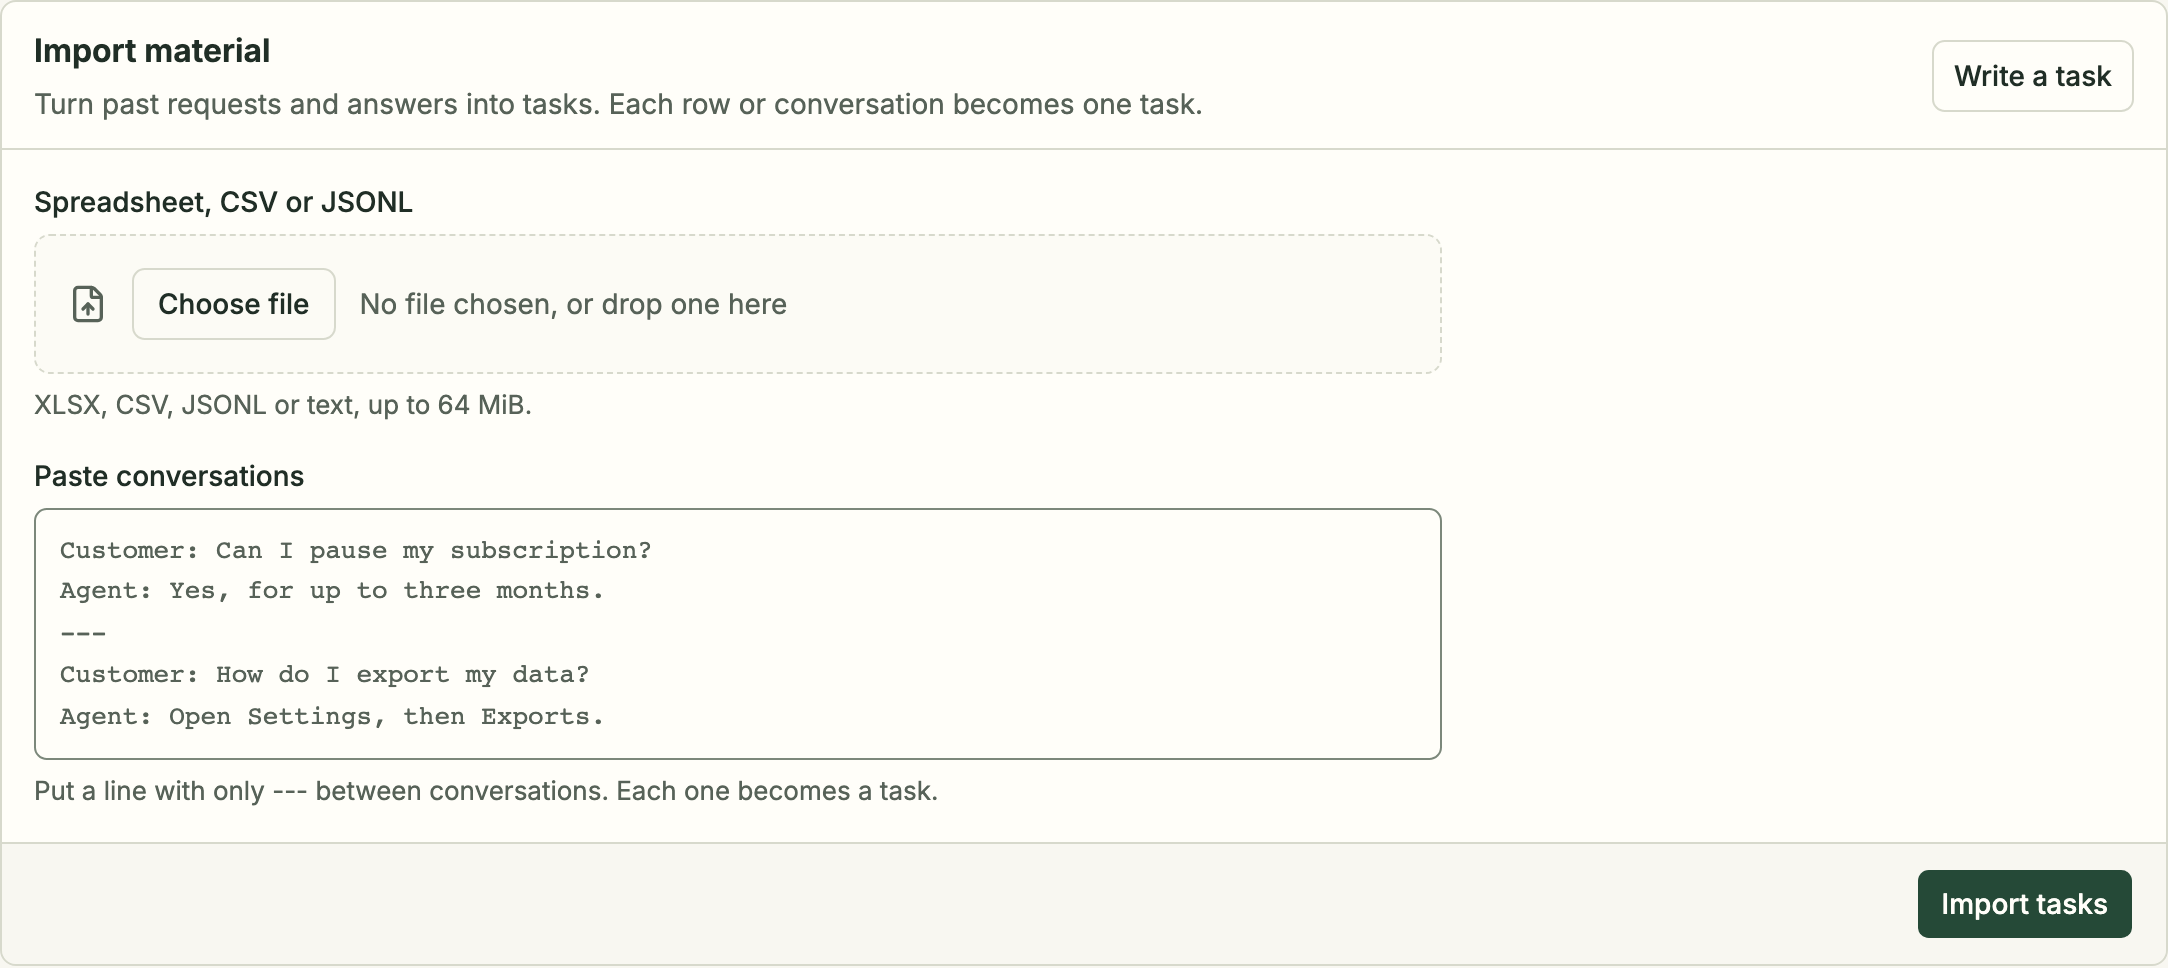 Import material
Turn past requests and answers into tasks. Each row or conversation becomes one task.
Write a task
Spreadsheet, CSV or JSONL
Choose file
No file chosen, or drop one here
XLSX, CSV, JSONL or text, up to 64 MiB.
Paste conversations
Customer: Can I pause my subscription?
Agent: Yes, for up to three months.
---
Customer: How do I export my data?
Agent: Open Settings, then Exports.
Put a line with only --- between conversations. Each one becomes a task.
Import tasks